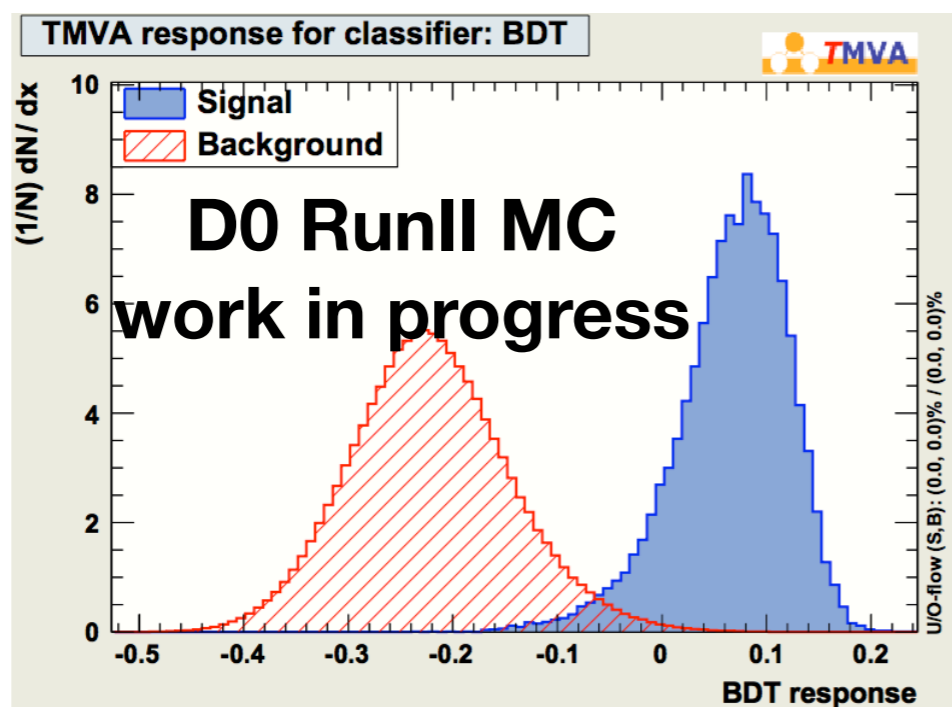 TMVA response for classifier: BDT
TMVA
(1/N) dN / dx
10
8
6
4
2
0
Signal
Background
D0 RunII MC
work in progress
U/O-flow (S,B): (0.0, 0.0)% / (0.0, 0.0)%
-0.5 -0.4 -0.3 -0.2 -0.1 0 0.1 0.2
BDT response